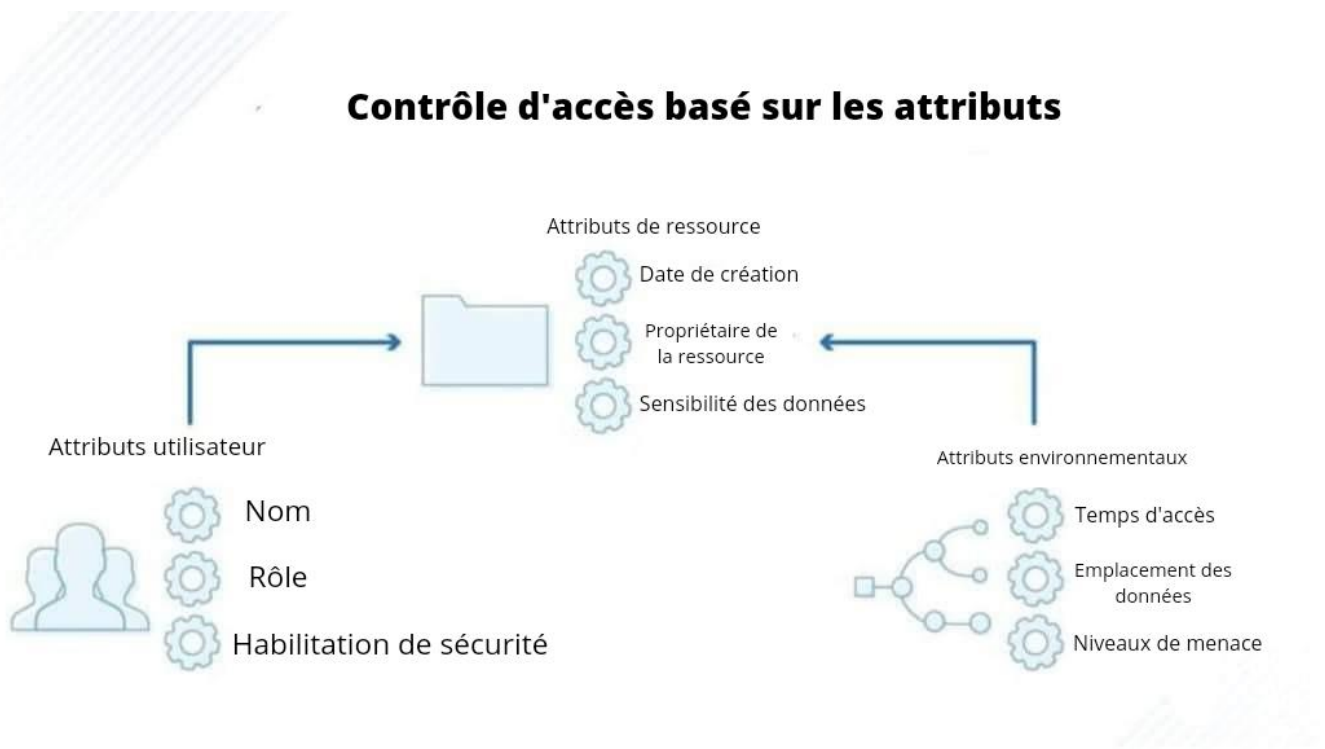 Contrôle d'accès basé sur les attributs
Attributs de ressource
Date de création
Propriétaire de
la ressource
Sensibilité des données
Attributs utilisateur
Nom
Rôle
Habilitation de sécurité
Attributs environnementaux
Temps d'accès
Emplacement des
données
Niveaux de menace